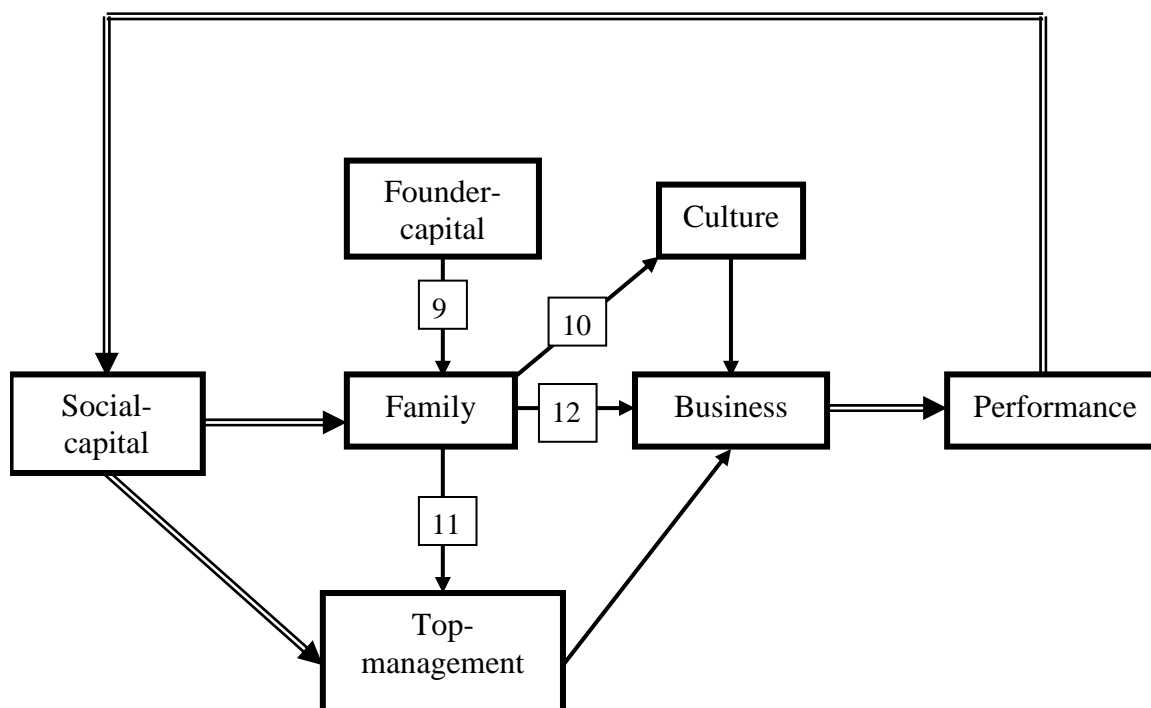 Founder-
capital
Culture
9
10
Social-
capital
Family
12
Business
Performance
11
Top-
management